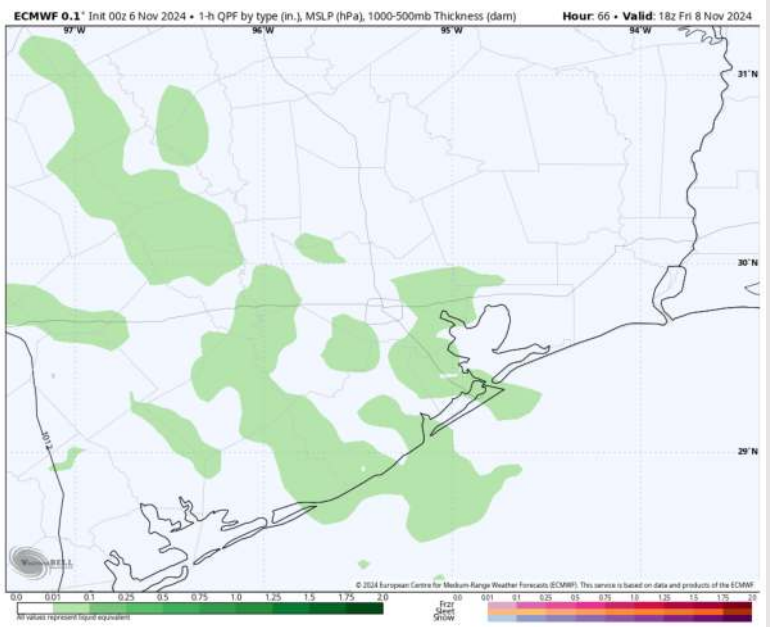 ECMWF 0.1° Init 00z 6 Nov 2024 • 1-h QPF by type (in.), MSLP (hPa), 1000-500mb Thickness (dam) Hour: 66 • Valid: 18z Fri 8 Nov 2024
97°W 96°W 95°W 94°W
31°N
30°N
29°N
1012
WeatherBELL
© 2024 European Centre for Medium-Range Weather Forecasts (ECMWF). This service is based on data and products of the ECMWF
0.0 0.01 0.1 0.25 0.5 0.75 1.0 1.25 1.5 1.75 2.0 0.0 0.01 0.1 0.25 0.5 0.75 1.0 1.25 1.5 1.75 2.0
Frzr
Sleet
Snow
All values represent liquid equivalent